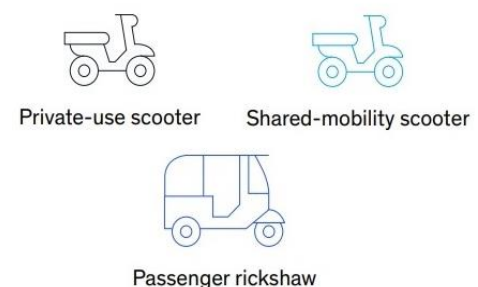 Private-use scooter
Shared-mobility scooter
Passenger rickshaw